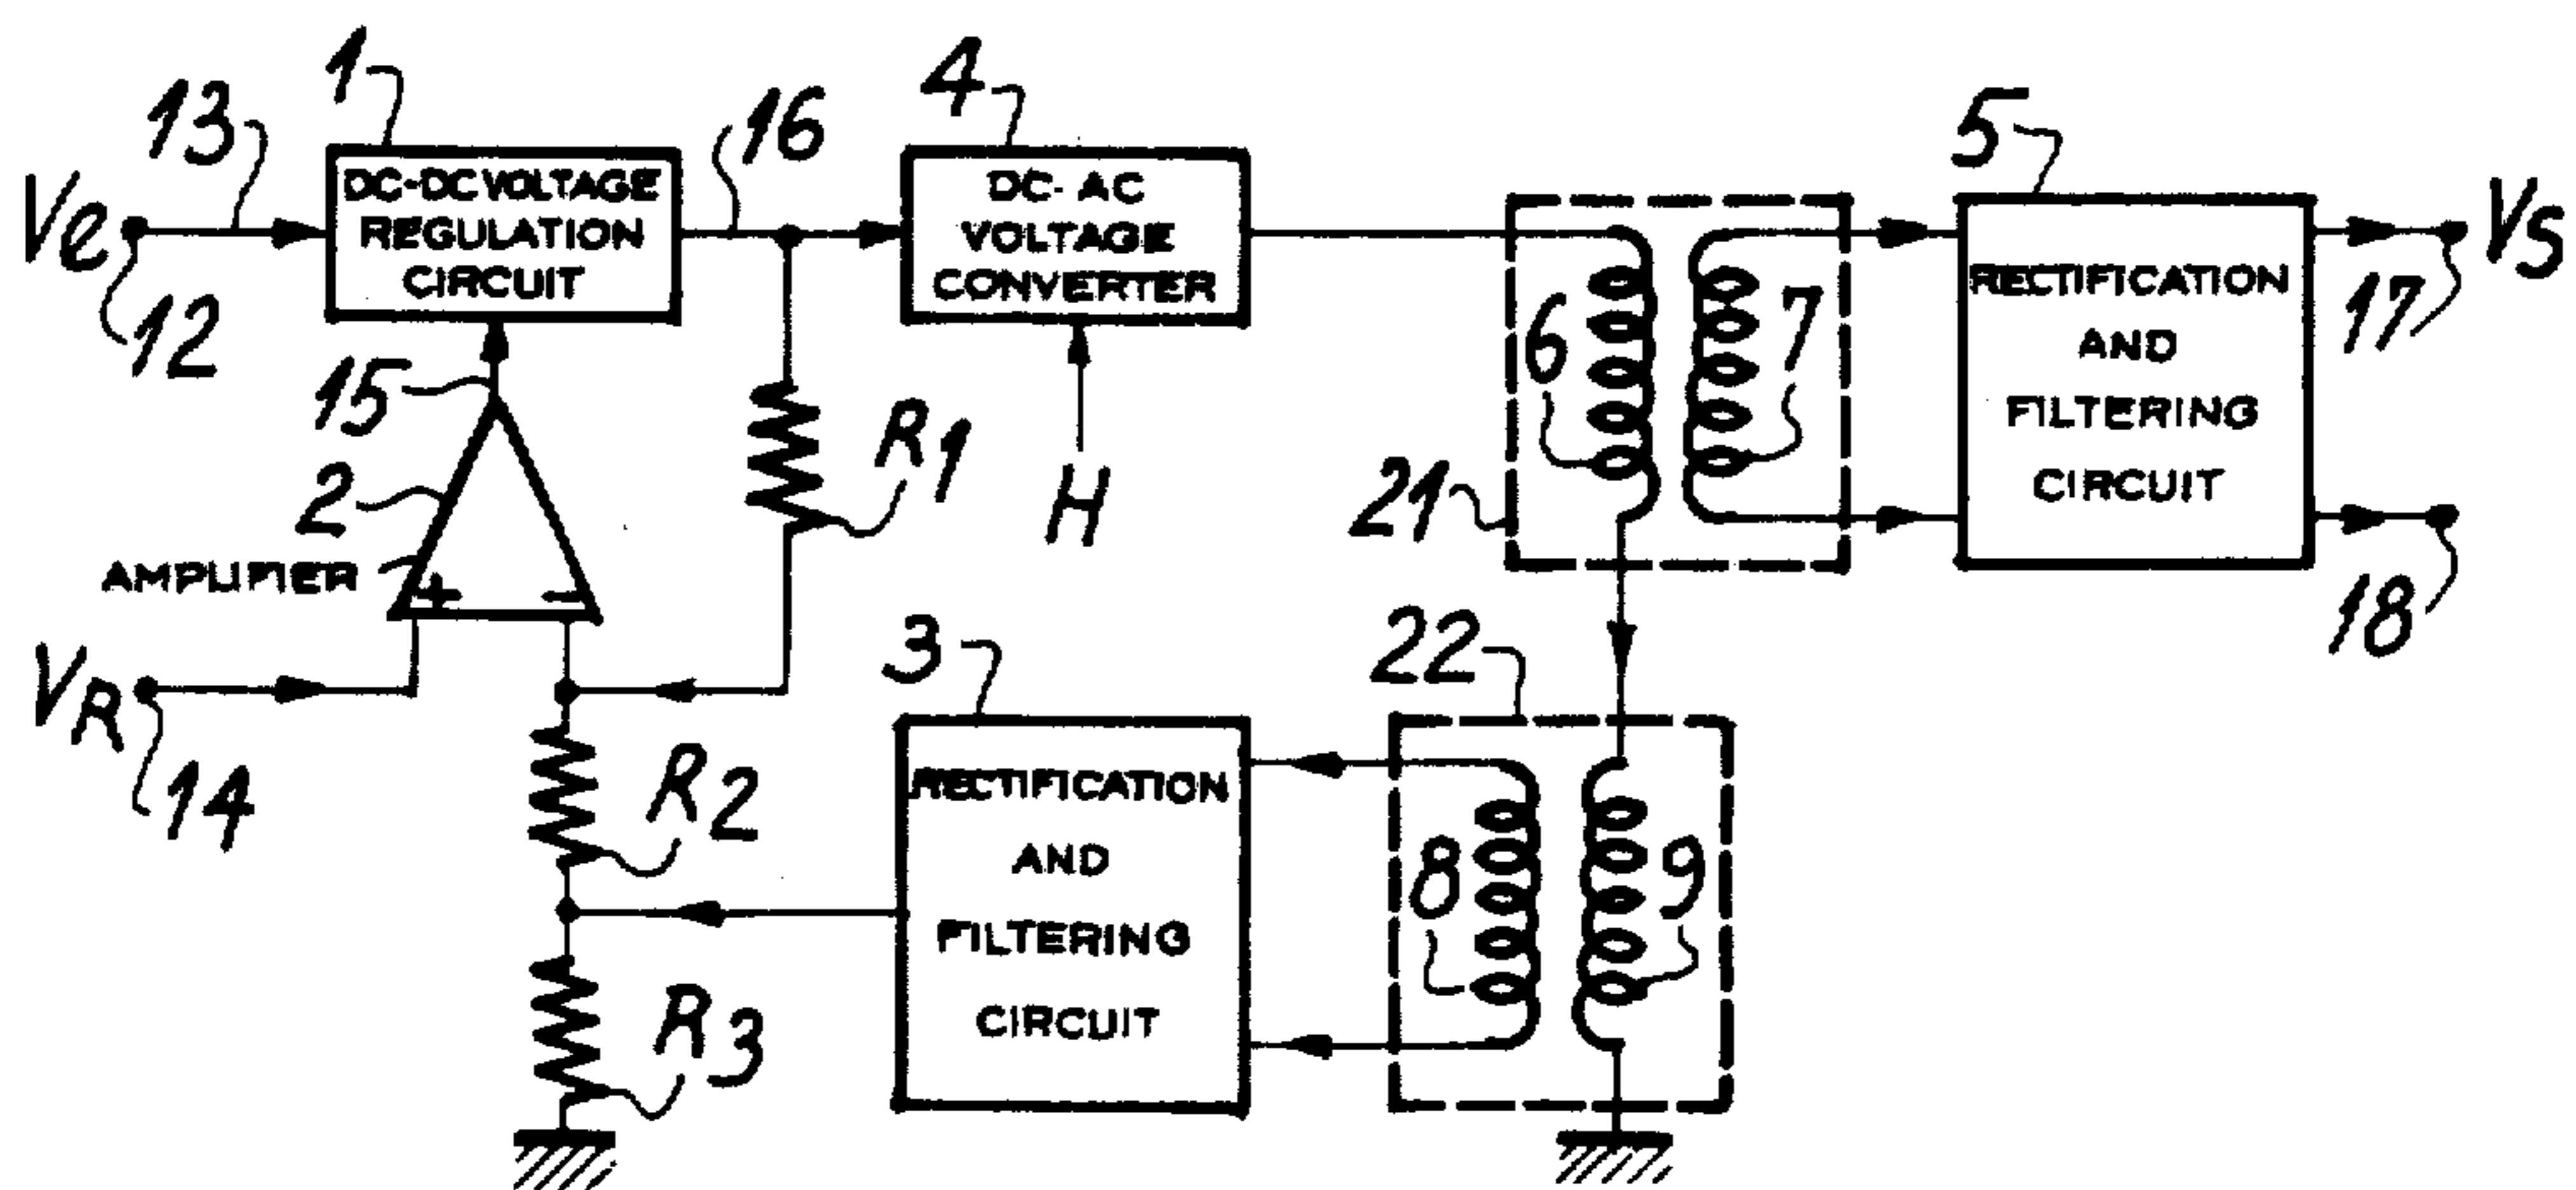 1
4
13
16
5
DC-DC VOLTAGE
REGULATION
CIRCUIT
DC-AC
VOLTAGE
CONVERTER
Ve
12
VS
17
RECTIFICATION
AND
FILTERING
CIRCUIT
15
6
7
R1
2
H
21
AMPLIFIER
+
-
18
VR
14
3
22
R2
RECTIFICATION
AND
FILTERING
CIRCUIT
8
9
R3